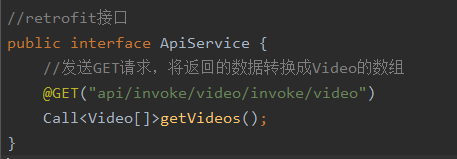 //retrofit接口
public interface ApiService {
//发送GET请求，将返回的数据转换成Video的数组
@GET("api/invoke/video/invoke/video")
Call<Video[]>getVideos();
}